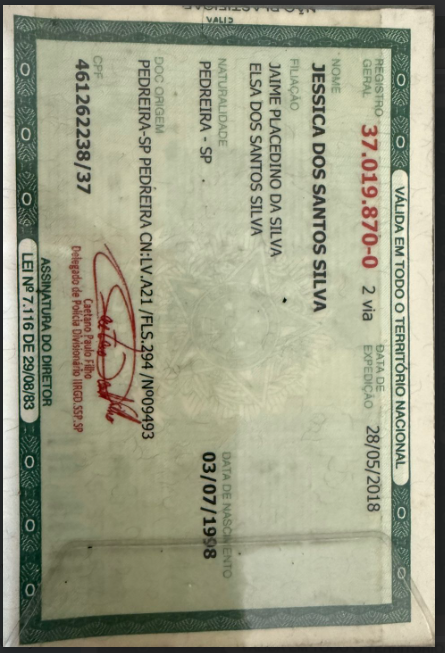 NÃO PLASTIFICAR
VÁLID
VÁLIDA EM TODO O TERRITÓRIO NACIONAL
REGISTRO GERAL 37.019.870-0 2 via DATA DE EXPEDIÇÃO 28/05/2018
NOME
JESSICA DOS SANTOS SILVA
FILIAÇÃO
JAIME PLACEDINO DA SILVA
ELSA DOS SANTOS SILVA
NATURALIDADE DATA DE NASCIMENTO
PEDREIRA - SP 03/07/1998
DOC ORIGEM
PEDREIRA-SP PEDREIRA CN:LV.A21 /FLS.294 /Nº09493
CPF
461262238/37
Caetano Paulo Filho
Delegado de Polícia Divisionário IIRGD.SSP.SP
ASSINATURA DO DIRETOR
LEI Nº 7.116 DE 29/08/83